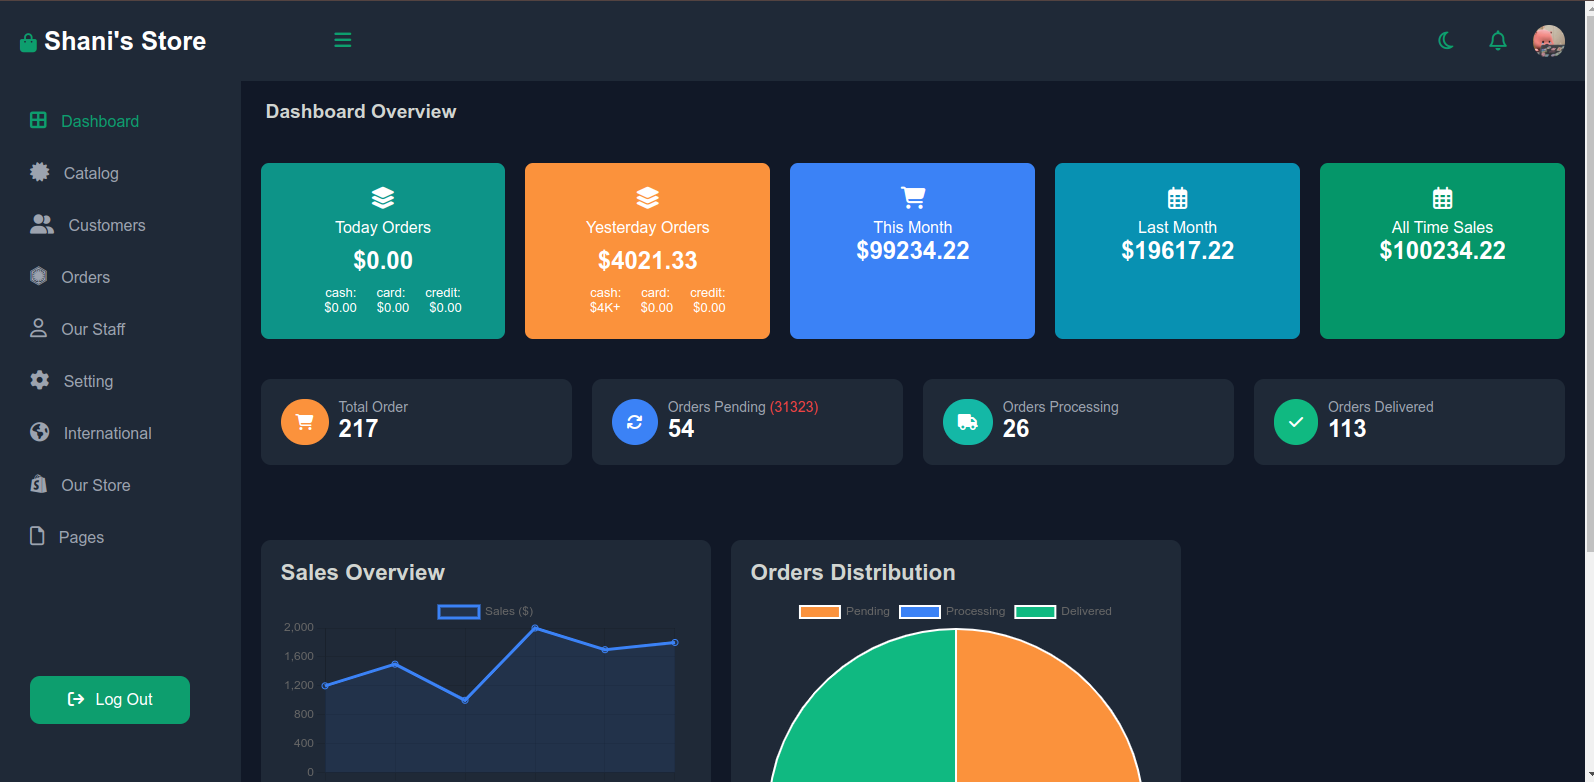 Shani's Store
Dashboard
Catalog
Customers
Orders
Our Staff
Setting
International
Our Store
Pages
Log Out
Dashboard Overview
Today Orders
$0.00
cash: card: credit:
$0.00 $0.00 $0.00
Yesterday Orders
$4021.33
cash: card: credit:
$4K+ $0.00 $0.00
This Month
$99234.22
Last Month
$19617.22
All Time Sales
$100234.22
Total Order
217
Orders Pending (31323)
54
Orders Processing
26
Orders Delivered
113
Sales Overview
Sales ($)
2,000
1,600
1,200
800
400
0
Orders Distribution
Pending Processing Delivered